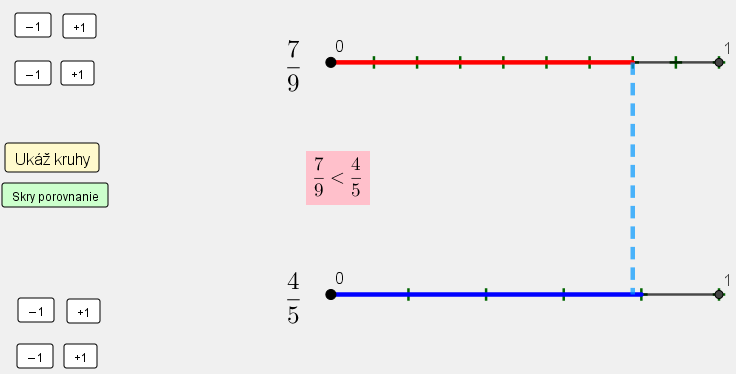 −1 +1
−1 +1
7/9 0 1
Ukáž kruhy
Skry porovnanie
7/9 < 4/5
4/5 0 1
−1 +1
−1 +1